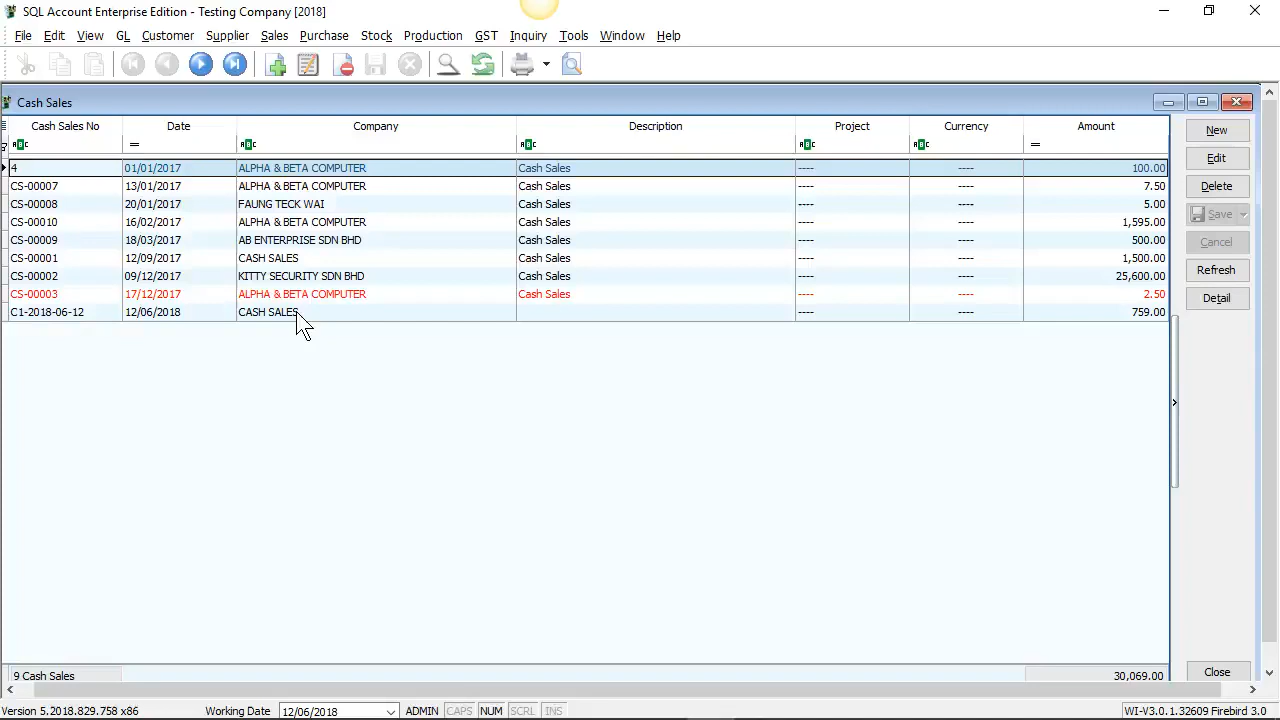 SQL Account Enterprise Edition - Testing Company [2018]
File Edit View GL Customer Supplier Sales Purchase Stock Production GST Inquiry Tools Window Help
Cash Sales
Cash Sales No Date Company Description Project Currency Amount New
= =
4 01/01/2017 ALPHA & BETA COMPUTER Cash Sales ---- ---- 100.00 Edit
CS-00007 13/01/2017 ALPHA & BETA COMPUTER Cash Sales ---- ---- 7.50 Delete
CS-00008 20/01/2017 FAUNG TECK WAI Cash Sales ---- ---- 5.00
CS-00010 16/02/2017 ALPHA & BETA COMPUTER Cash Sales ---- ---- 1,595.00 Save
CS-00009 18/03/2017 AB ENTERPRISE SDN BHD Cash Sales ---- ---- 500.00 Cancel
CS-00001 12/09/2017 CASH SALES Cash Sales ---- ---- 1,500.00
CS-00002 09/12/2017 KITTY SECURITY SDN BHD Cash Sales ---- ---- 25,600.00 Refresh
CS-00003 17/12/2017 ALPHA & BETA COMPUTER Cash Sales ---- ---- 2.50 Detail
C1-2018-06-12 12/06/2018 CASH SALES ---- ---- 759.00
9 Cash Sales 30,069.00 Close
Version 5.2018.829.758 x86 Working Date 12/06/2018 ADMIN CAPS NUM SCRL INS WI-V3.0.1.32609 Firebird 3.0